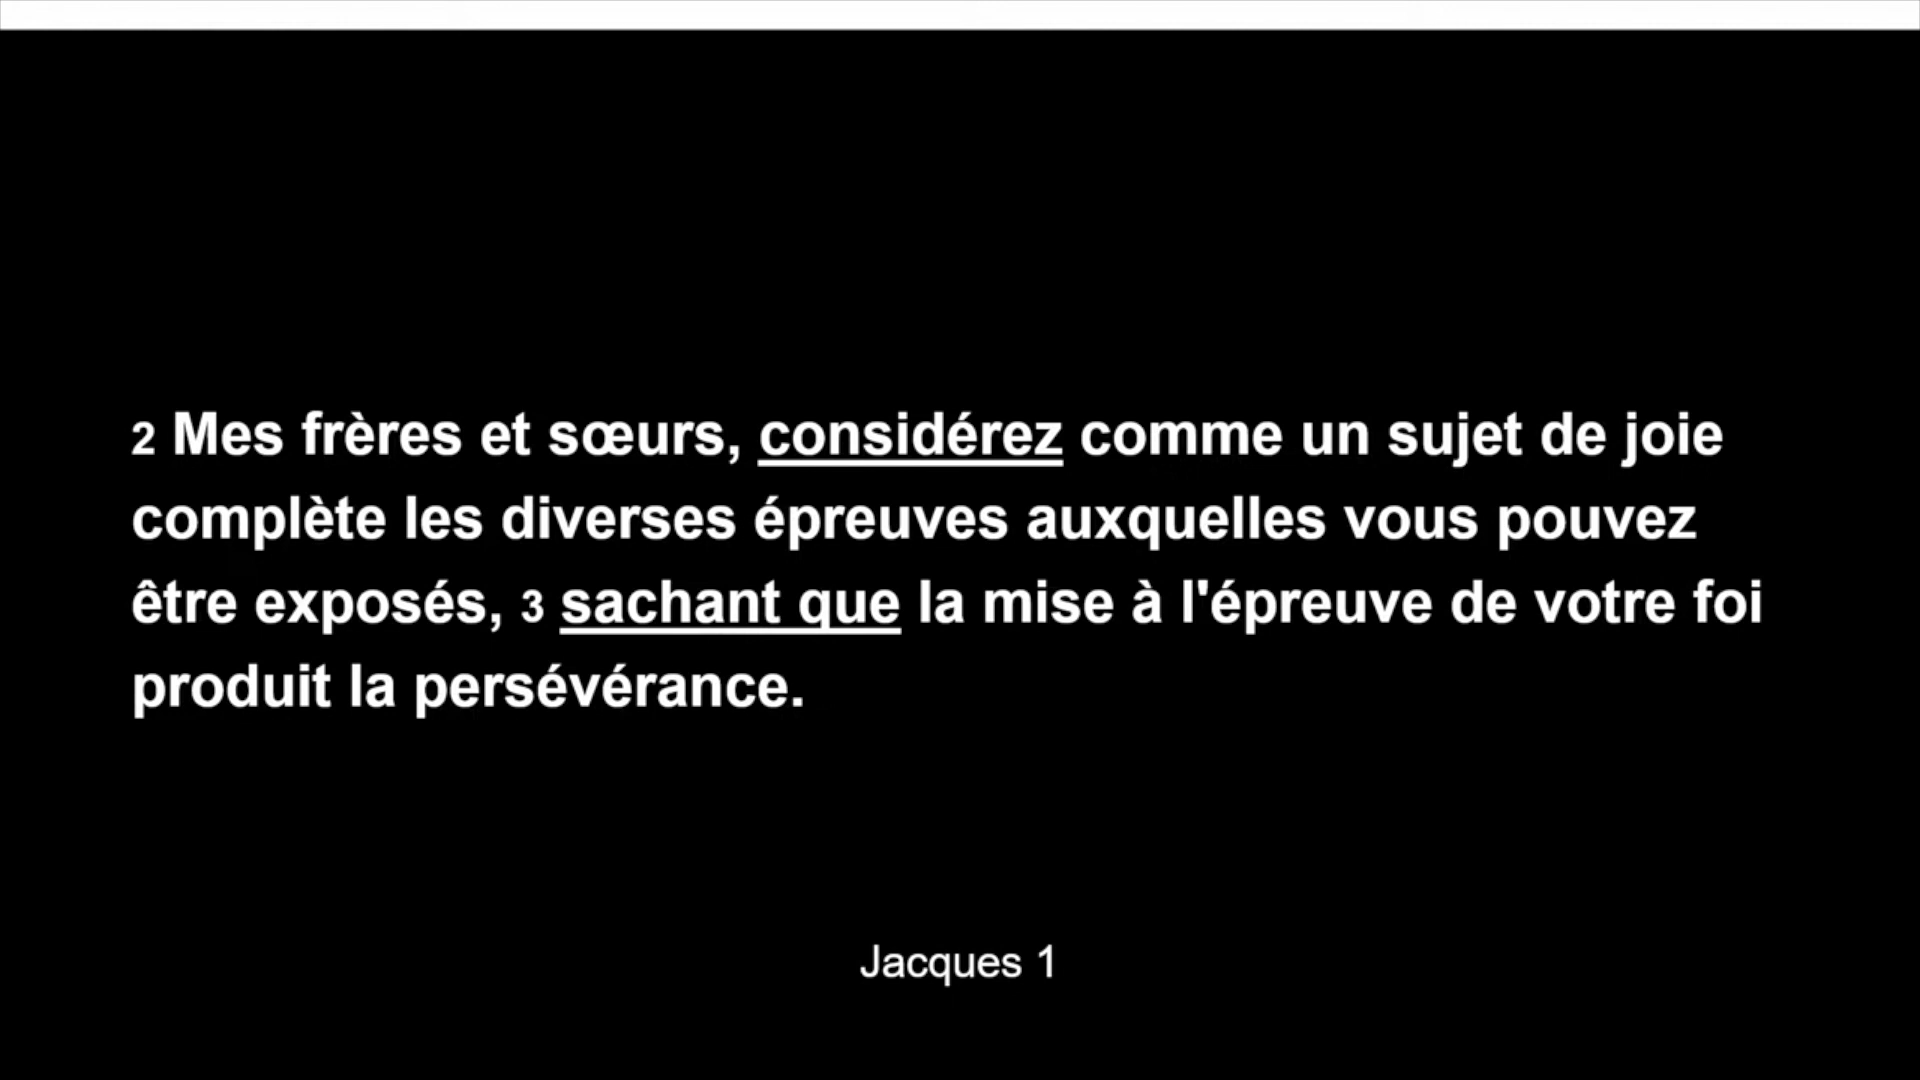 2 Mes frères et sœurs, considérez comme un sujet de joie
complète les diverses épreuves auxquelles vous pouvez
être exposés, 3 sachant que la mise à l'épreuve de votre foi
produit la persévérance.
Jacques 1